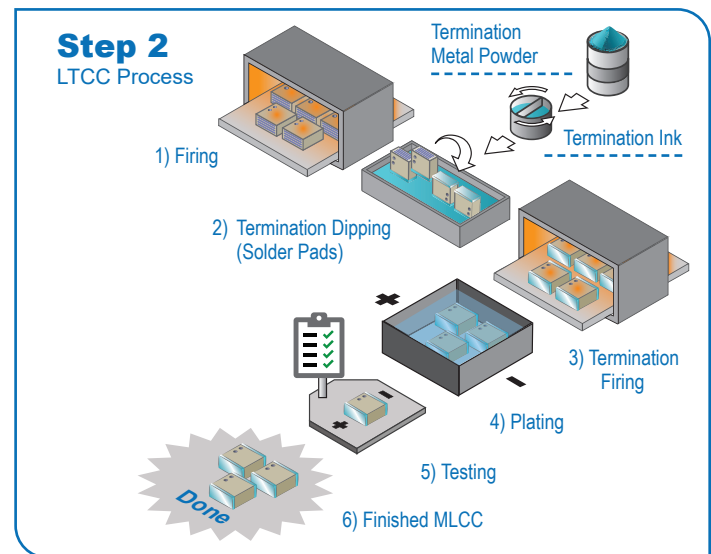 Step 2
LTCC Process
Termination
Metal Powder
Termination Ink
1) Firing
2) Termination Dipping
(Solder Pads)
3) Termination
Firing
4) Plating
5) Testing
6) Finished MLCC
Done